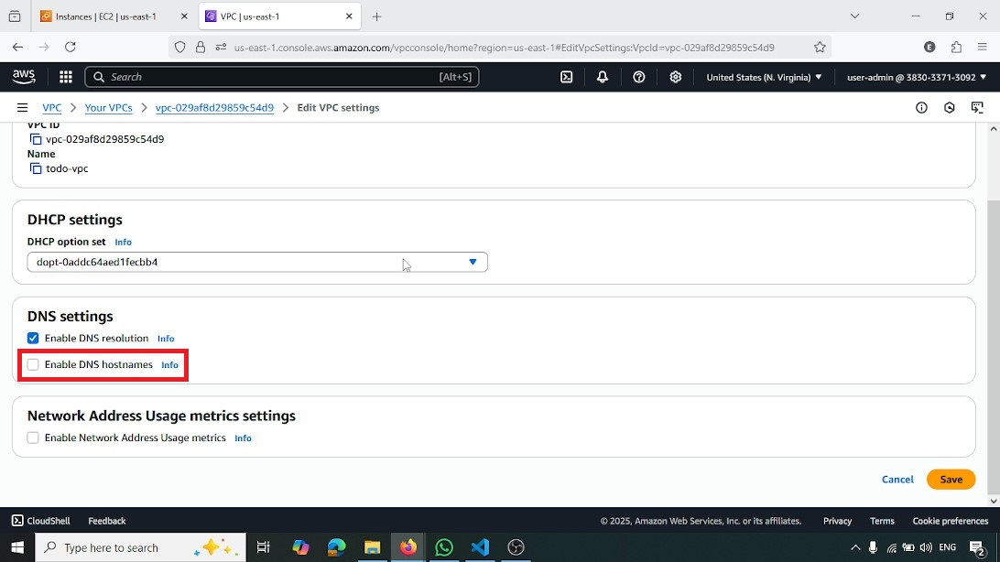 Instances | EC2 | us-east-1
VPC | us-east-1
us-east-1.console.aws.amazon.com/vpcconsole/home?region=us-east-1#EditVpcSettings:VpcId=vpc-029af8d29859c54d9
E
aws
Search
[Alt+S]
United States (N. Virginia)
user-admin @ 3830-3371-3092
VPC
Your VPCs
vpc-029af8d29859c54d9
Edit VPC settings
VPC ID
vpc-029af8d29859c54d9
Name
todo-vpc
DHCP settings
DHCP option set Info
dopt-0addc64aed1fecbb4
DNS settings
Enable DNS resolution Info
Enable DNS hostnames Info
Network Address Usage metrics settings
Enable Network Address Usage metrics Info
Cancel
Save
CloudShell
Feedback
© 2025, Amazon Web Services, Inc. or its affiliates.
Privacy
Terms
Cookie preferences
Type here to search
ENG
2